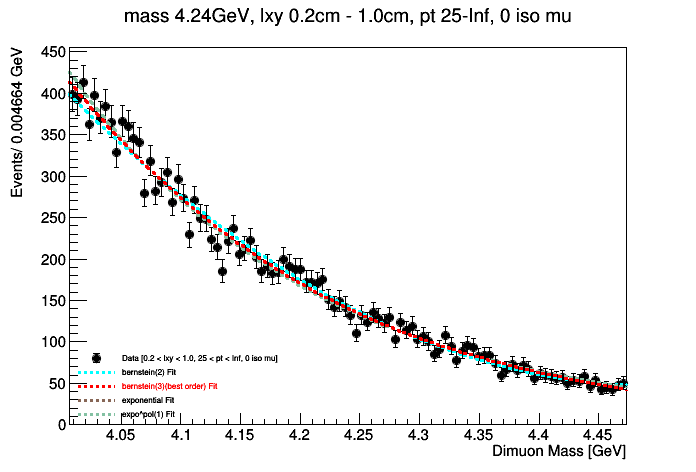 mass 4.24GeV, lxy 0.2cm - 1.0cm, pt 25-Inf, 0 iso mu
Events/ 0.004664 GeV
450
400
350
300
250
200
150
100
50
0
Data [0.2 < lxy < 1.0, 25 < pt < Inf, 0 iso mu]
bernstein(2) Fit
bernstein(3)(best order) Fit
exponential Fit
expo*pol(1) Fit
4.05 4.1 4.15 4.2 4.25 4.3 4.35 4.4 4.45
Dimuon Mass [GeV]